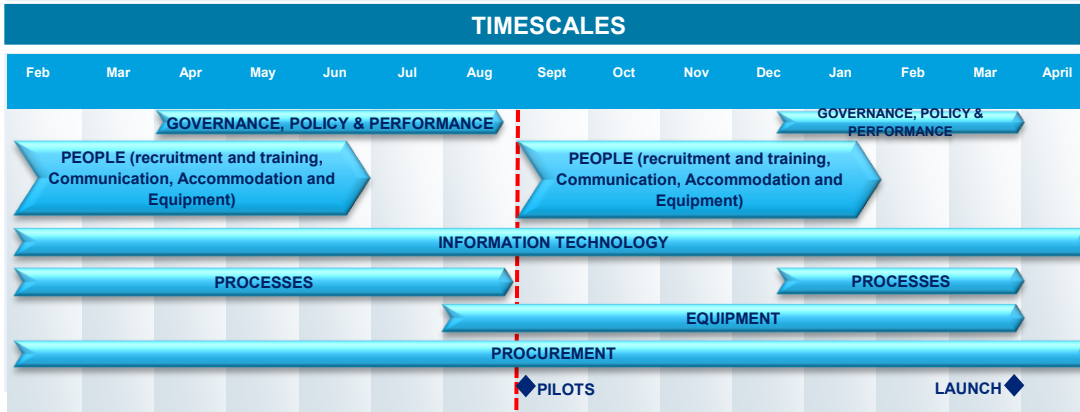 TIMESCALES
Feb Mar Apr May Jun Jul Aug Sept Oct Nov Dec Jan Feb Mar April
GOVERNANCE, POLICY & PERFORMANCE
GOVERNANCE, POLICY &
PERFORMANCE
PEOPLE (recruitment and training,
Communication, Accommodation and
Equipment)
PEOPLE (recruitment and training,
Communication, Accommodation and
Equipment)
INFORMATION TECHNOLOGY
PROCESSES
PROCESSES
EQUIPMENT
PROCUREMENT
PILOTS
LAUNCH